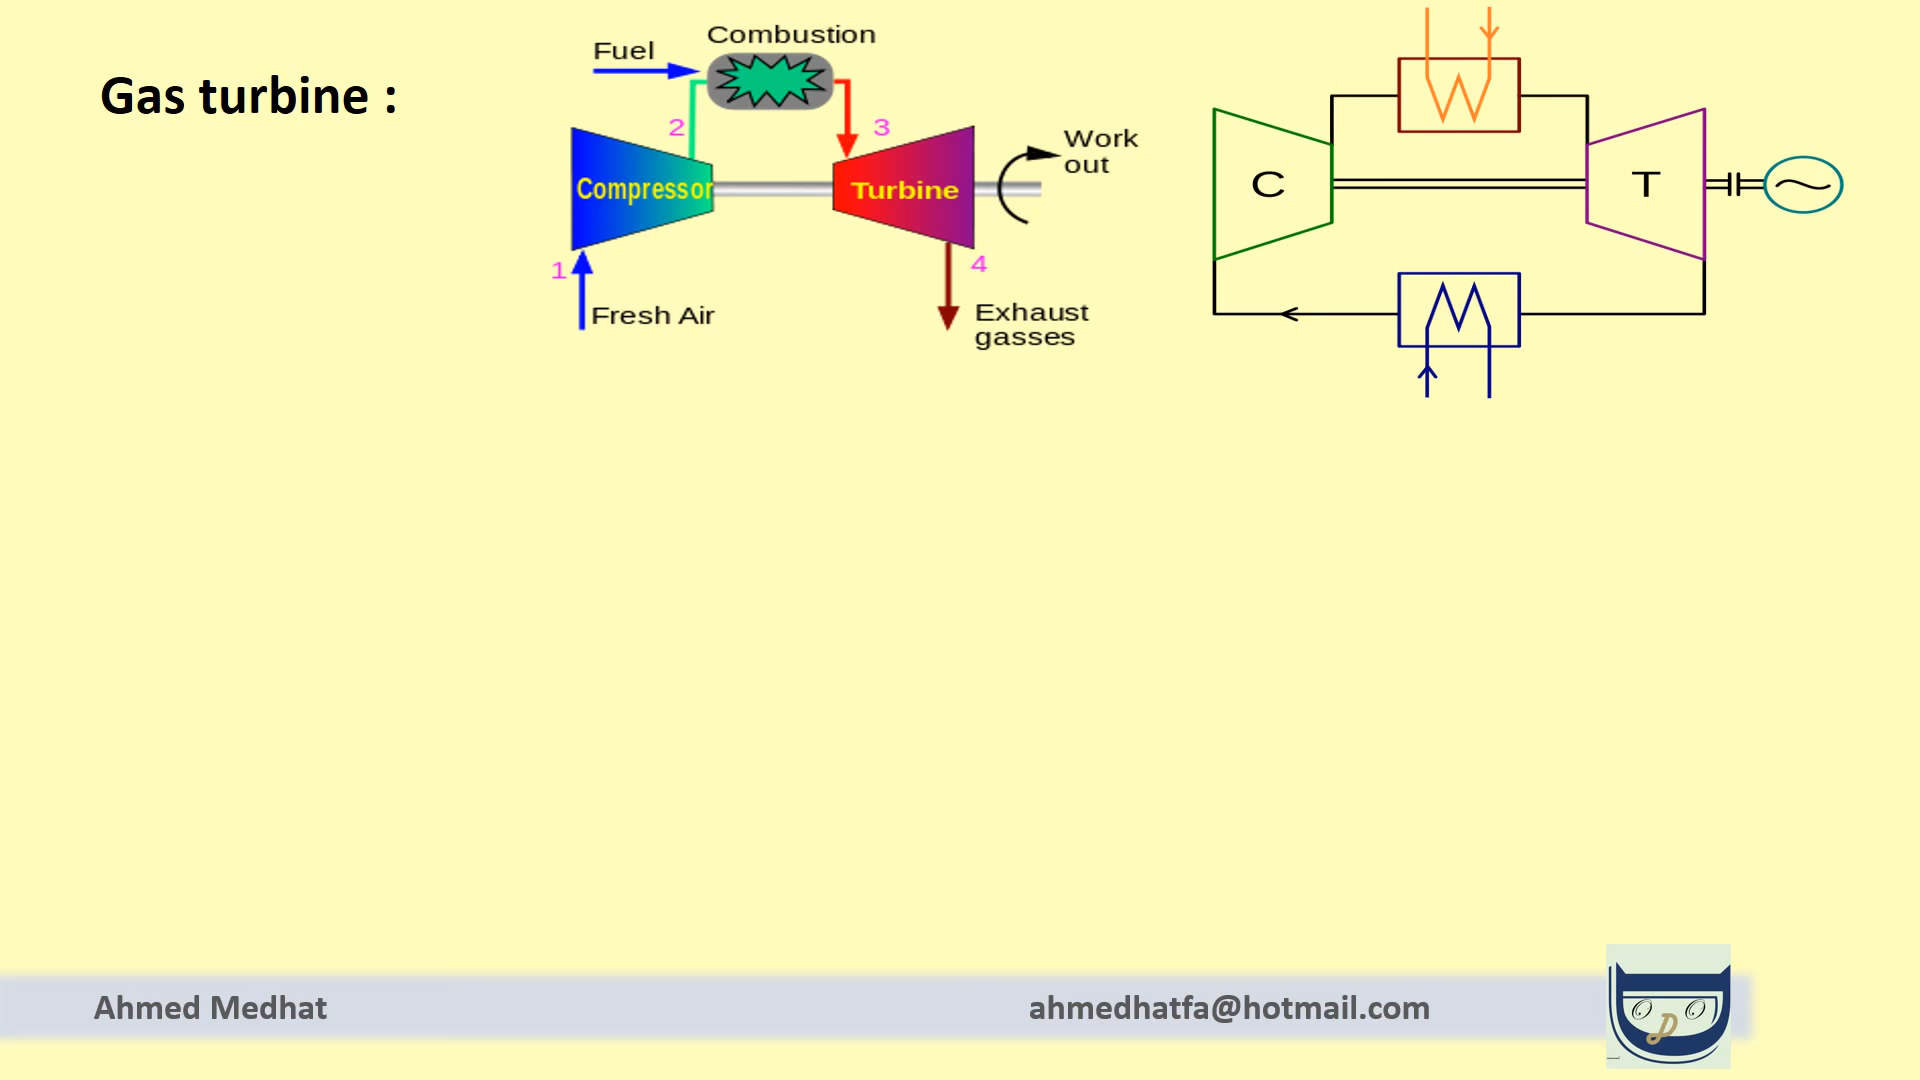 Gas turbine :
Fuel
Combustion
2
3
Compressor
Turbine
Work
out
1
Fresh Air
4
Exhaust
gasses
C
T
Ahmed Medhat
ahmedhatfa@hotmail.com
O O
D